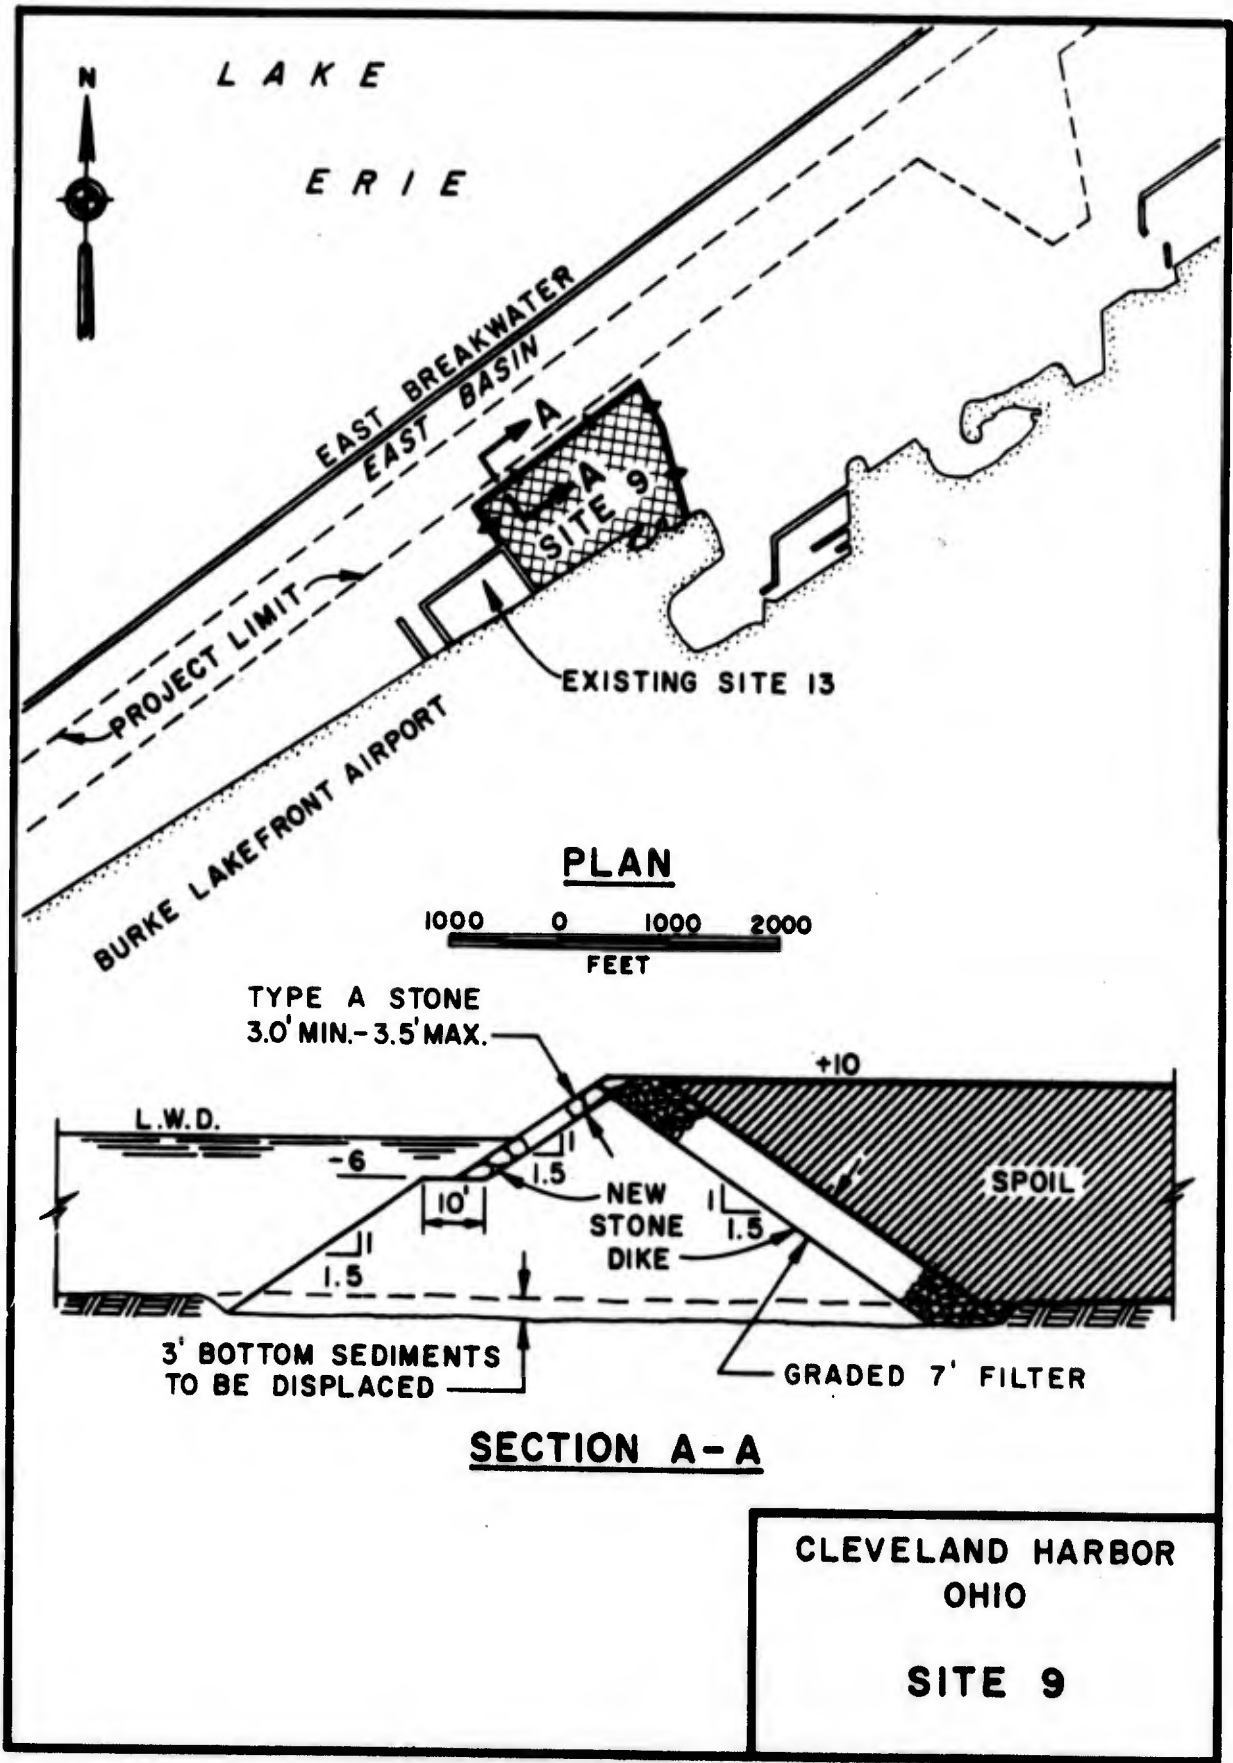 N
LAKE
ERIE
EAST BREAKWATER
EAST BASIN
A
A
SITE 9
PROJECT LIMIT
EXISTING SITE 13
BURKE LAKEFRONT AIRPORT
PLAN
1000 0 1000 2000
FEET
TYPE A STONE
3.0' MIN.-3.5' MAX.
+10
L.W.D.
-6
1
1.5
SPOIL
10'
NEW
STONE
DIKE
1
1.5
1
1.5
3' BOTTOM SEDIMENTS
TO BE DISPLACED
GRADED 7' FILTER
SECTION A-A
CLEVELAND HARBOR
OHIO
SITE 9